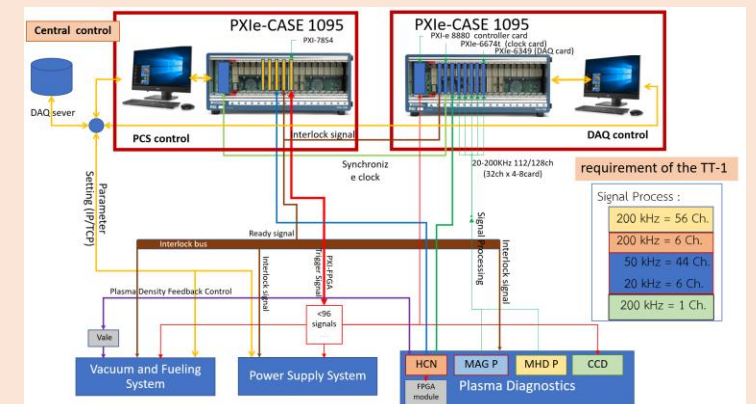 Central control
PXIe-CASE 1095
PXI-7854
PXIe-CASE 1095
PXI-e 8880 controller card
PXIe-6674t (clock card)
PXIe-6349 (DAQ card)
DAQ sever
PCS control
Interlock signal
DAQ control
Synchroniz
e clock
20-200KHz 112/128ch
(32ch x 4-8card)
requirement of the TT-1
Signal Process :
200 kHz = 56 Ch.
200 kHz = 6 Ch.
50 kHz = 44 Ch.
20 kHz = 6 Ch.
200 kHz = 1 Ch.
Parameter
Setting (IP/TCP)
Ready signal
Interlock bus
Interlock signal
PXI-FPGA
Trigger Signal
Signal Processing
Interlock signal
Plasma Density Feedback Control
<96
signals
Vale
Vacuum and Fueling
System
Power Supply System
HCN
MAG P
MHD P
CCD
FPGA
module
Plasma Diagnostics